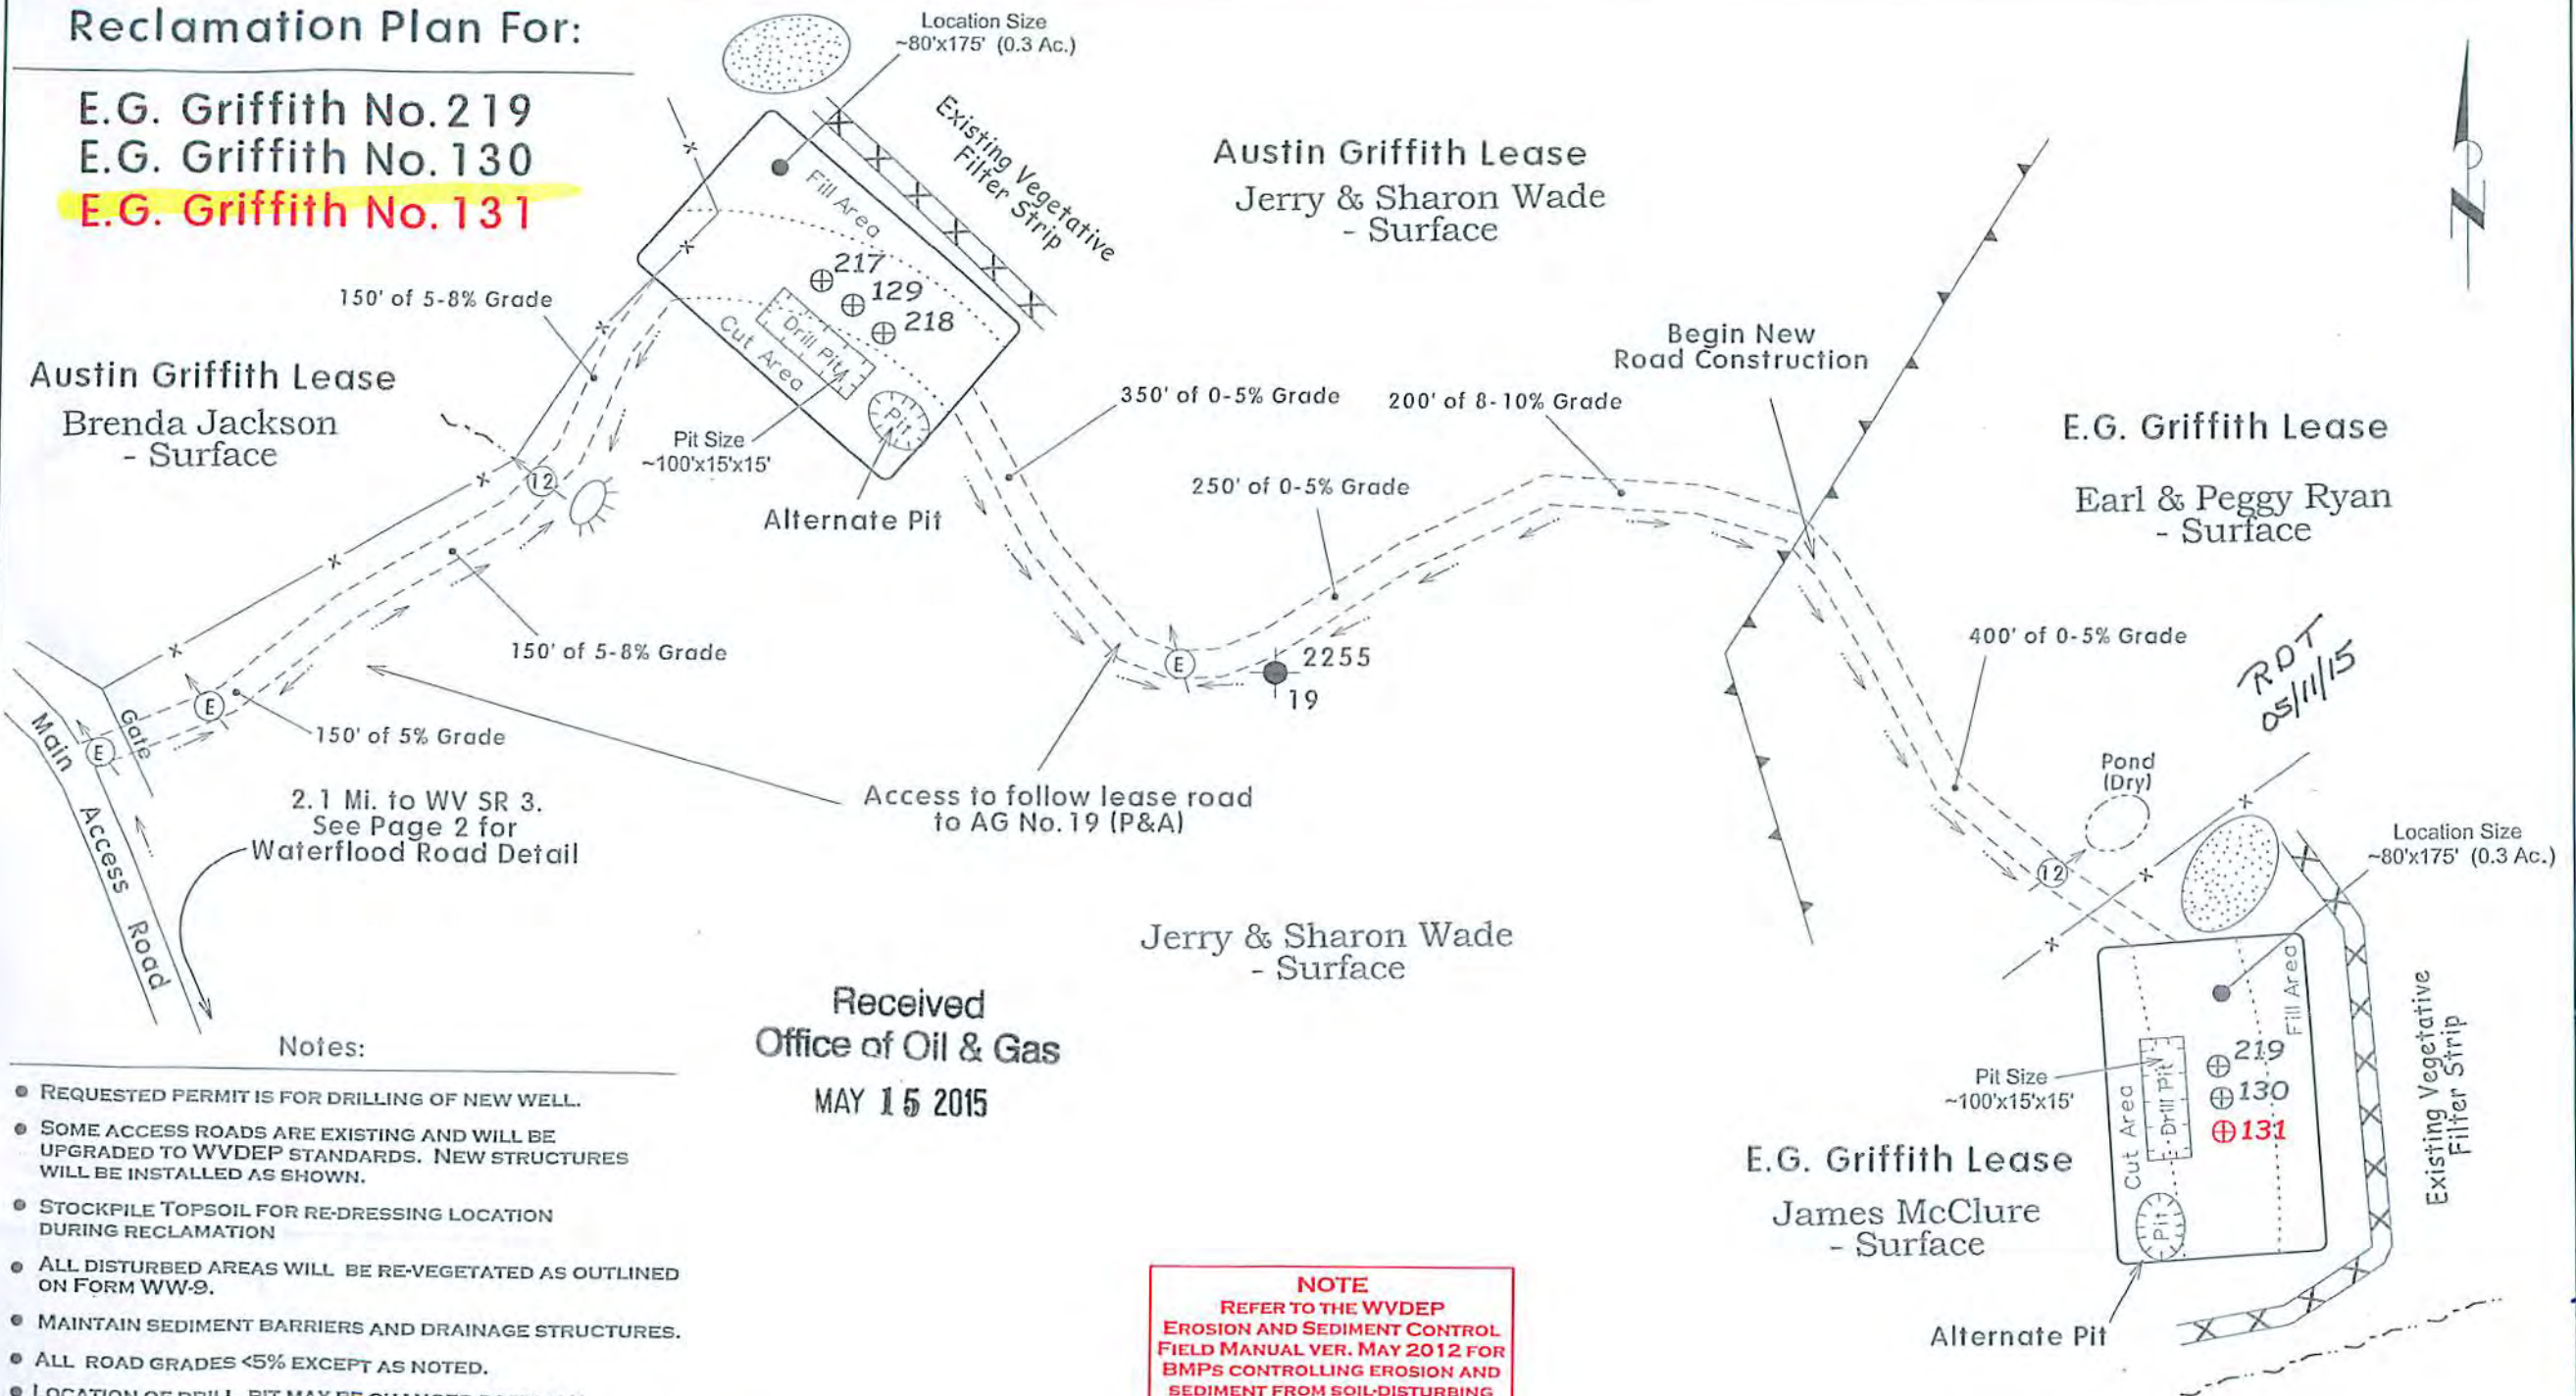 Reclamation Plan For:
E.G. Griffith No. 219
E.G. Griffith No. 130
E.G. Griffith No. 131
Location Size
~80'x175' (0.3 Ac.)
Existing Vegetative
Filter Strip
Fill Area
217
129
218
Drill Pit
Cut Area
Pit
Pit Size
~100'x15'x15'
Alternate Pit
150' of 5-8% Grade
Austin Griffith Lease
Brenda Jackson
- Surface
12
150' of 5-8% Grade
E
150' of 5% Grade
E
Gate
Main Access Road
2.1 Mi. to WV SR 3.
See Page 2 for
Waterflood Road Detail
Austin Griffith Lease
Jerry & Sharon Wade
- Surface
350' of 0-5% Grade
200' of 8-10% Grade
250' of 0-5% Grade
Begin New
Road Construction
E
2255
19
Access to follow lease road
to AG No. 19 (P&A)
E.G. Griffith Lease
Earl & Peggy Ryan
- Surface
400' of 0-5% Grade
RDT
05/11/15
Pond
(Dry)
12
Location Size
~80'x175' (0.3 Ac.)
Jerry & Sharon Wade
- Surface
Received
Office of Oil & Gas
MAY 15 2015
Fill Area
219
130
131
Drill Pit
Cut Area
Pit
Pit Size
~100'x15'x15'
Existing Vegetative
Filter Strip
E.G. Griffith Lease
James McClure
- Surface
Alternate Pit
Notes:
REQUESTED PERMIT IS FOR DRILLING OF NEW WELL.
SOME ACCESS ROADS ARE EXISTING AND WILL BE
UPGRADED TO WVDEP STANDARDS. NEW STRUCTURES
WILL BE INSTALLED AS SHOWN.
STOCKPILE TOPSOIL FOR RE-DRESSING LOCATION
DURING RECLAMATION
ALL DISTURBED AREAS WILL BE RE-VEGETATED AS OUTLINED
ON FORM WW-9.
MAINTAIN SEDIMENT BARRIERS AND DRAINAGE STRUCTURES.
ALL ROAD GRADES <5% EXCEPT AS NOTED.
LOCATION OF DRILL PIT MAY BE CHANGED
NOTE
REFER TO THE WVDEP
EROSION AND SEDIMENT CONTROL
FIELD MANUAL VER. MAY 2012 FOR
BMPS CONTROLLING EROSION AND
SEDIMENT FROM SOIL-DISTURBING